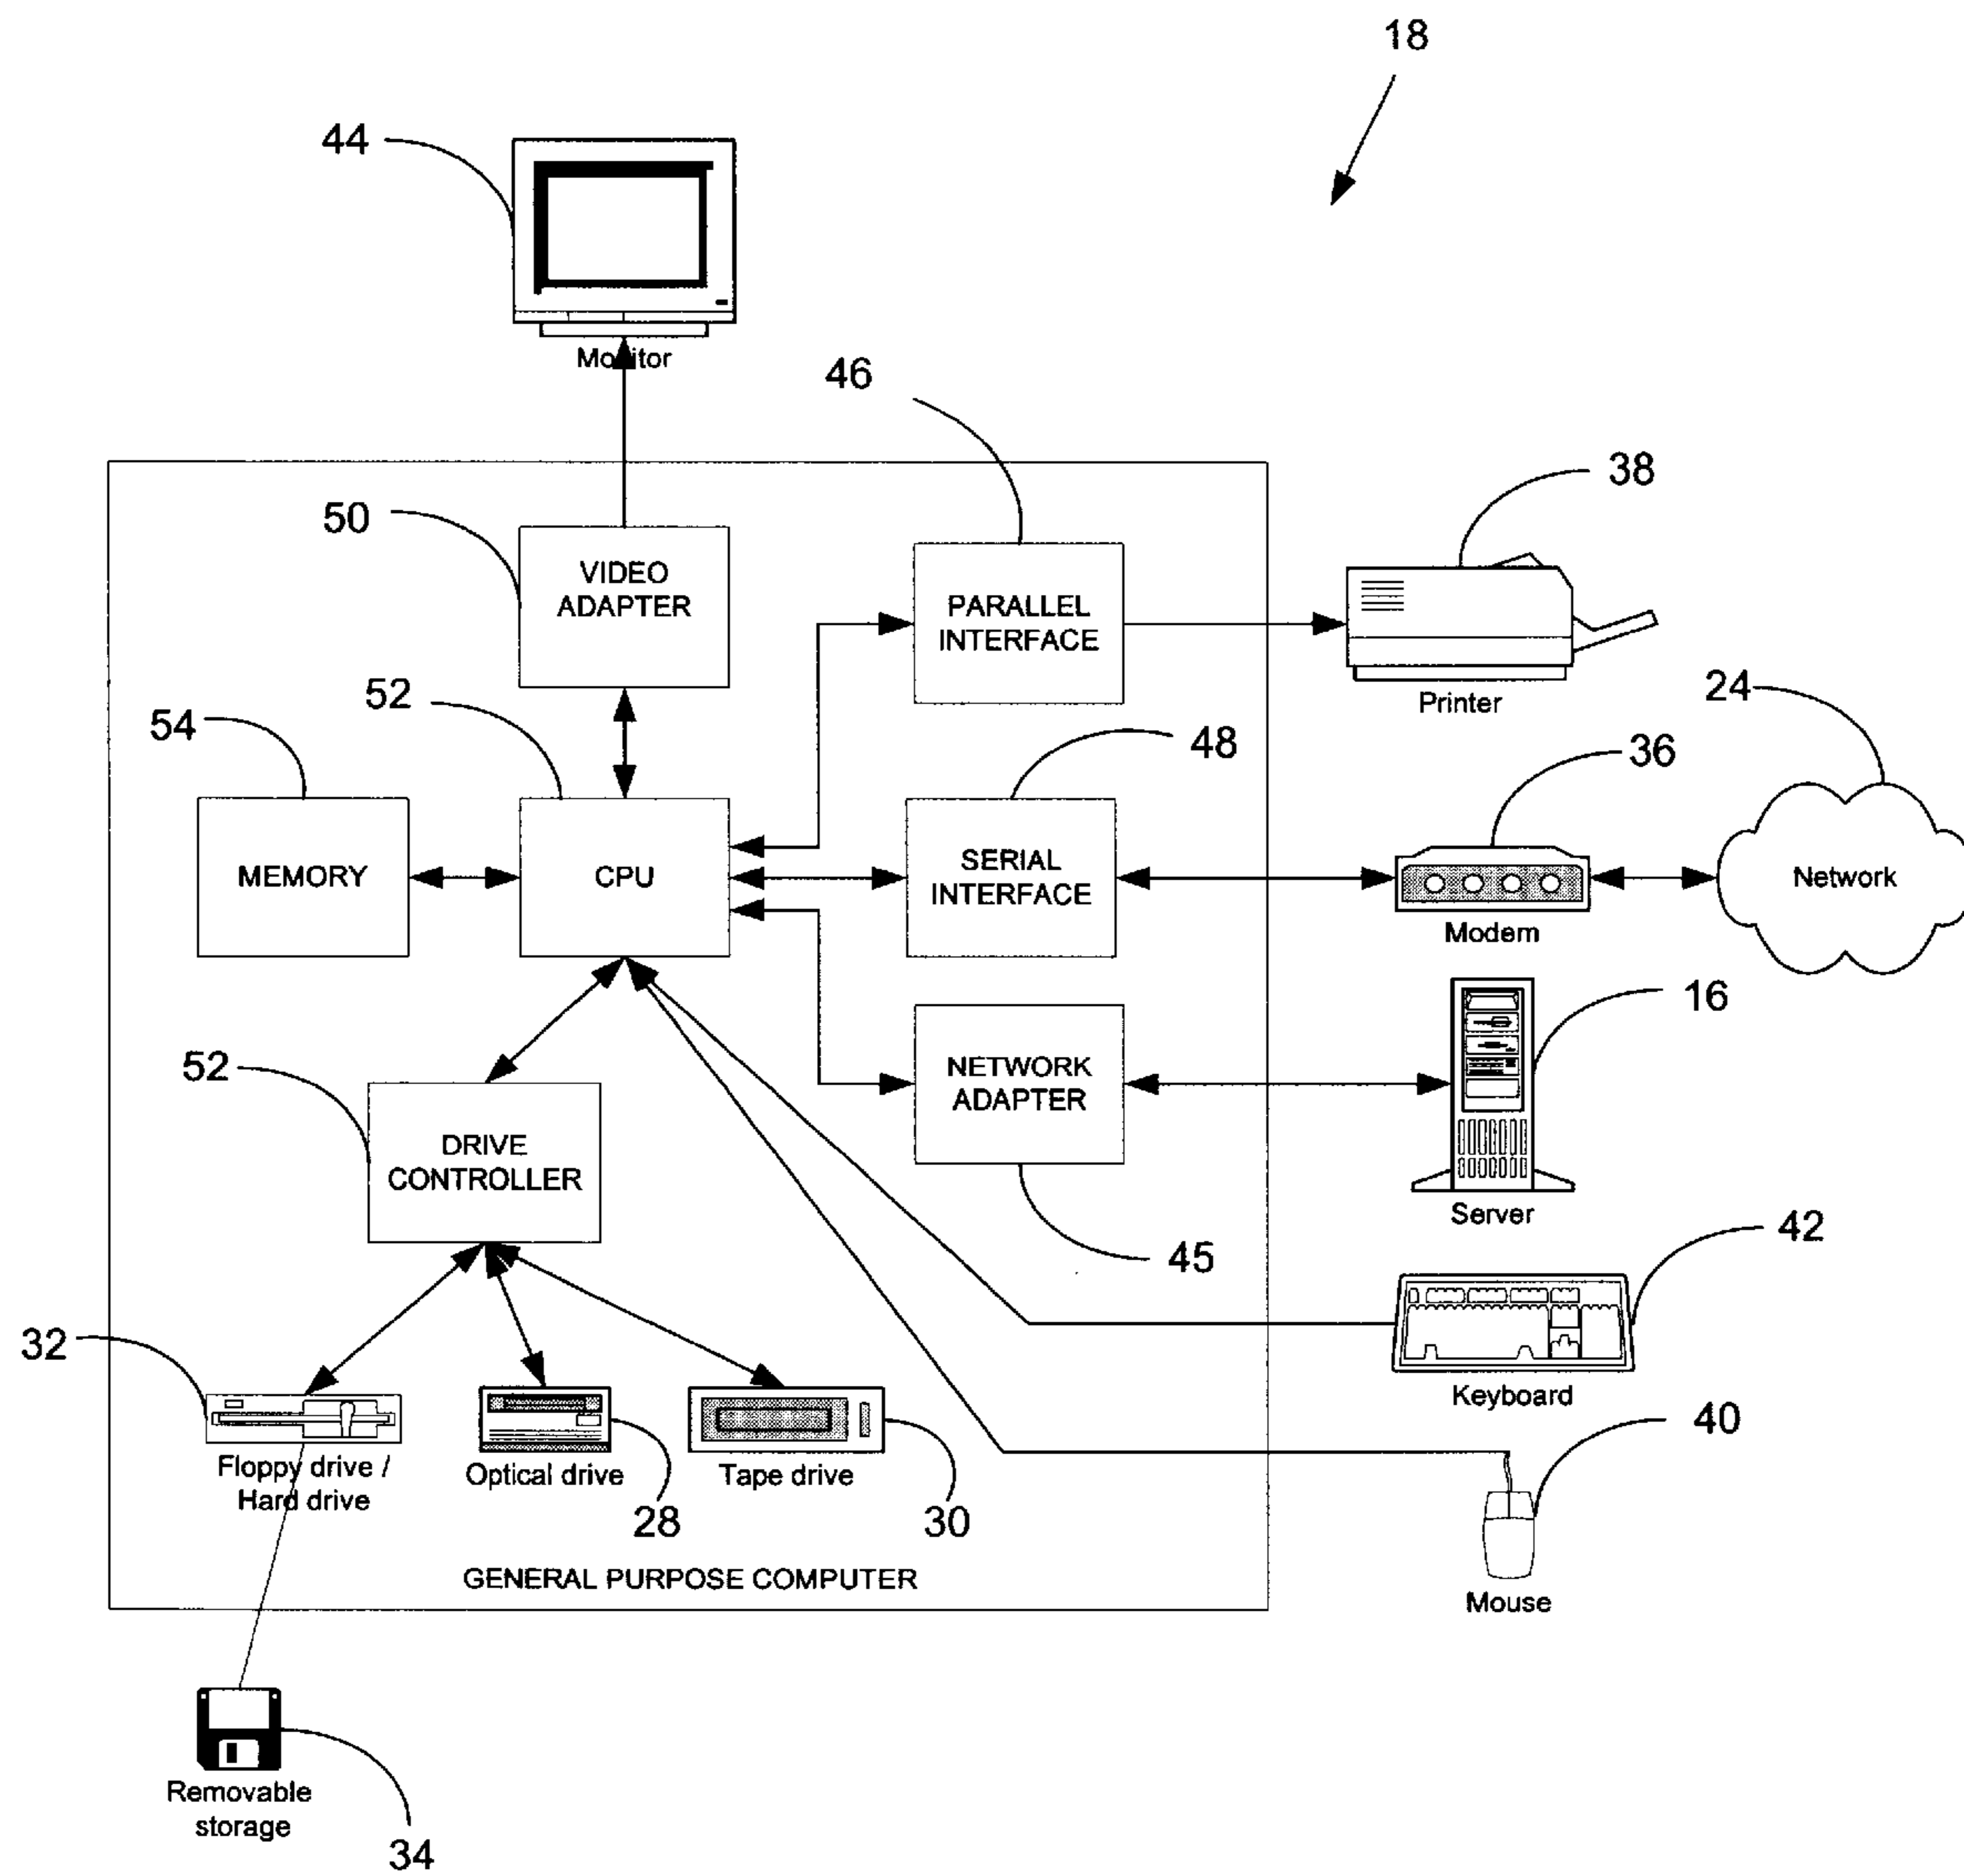 18
44
Monitor
46
38
50
VIDEO
ADAPTER
PARALLEL
INTERFACE
Printer
24
52
54
48
36
MEMORY
CPU
SERIAL
INTERFACE
Network
Modem
16
52
NETWORK
ADAPTER
DRIVE
CONTROLLER
Server
42
45
32
Keyboard
40
Floppy drive /
Hard drive
Optical drive
Tape drive
28
30
GENERAL PURPOSE COMPUTER
Mouse
Removable
storage
34